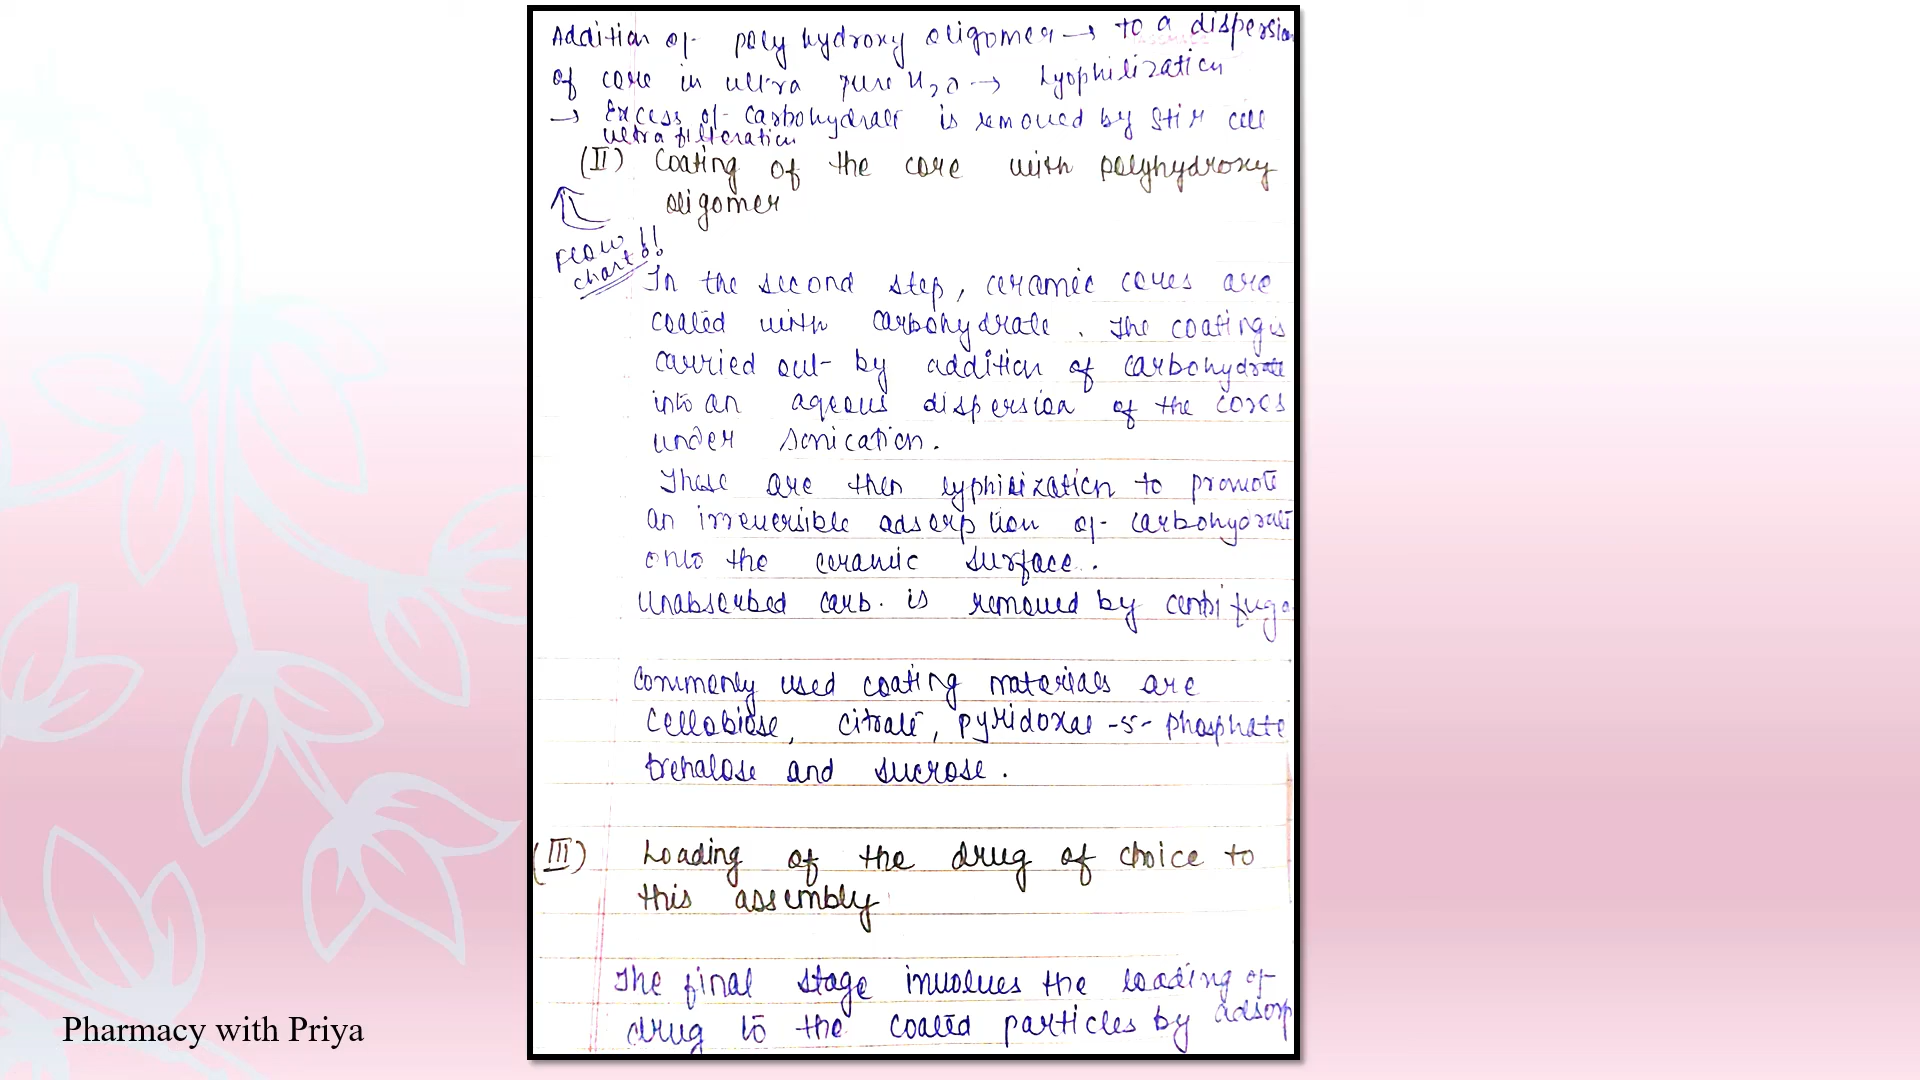 Addition of polyhydroxy oligomer → to a dispersion
of core in ultra pure H2O → Lyophilization
→ Excess of carbohydrate is removed by stir cell
ultra filteration
(II) Coating of the core with polyhydroxy
oligomer
Flow !!
chart
In the second step, ceramic cores are
coated with carbohydrate. The coating is
carried out by addition of carbohydrate
into an aqeous dispersion of the cores
under sonication.
These are then lyphilization to promote
an irreversible adsorption of carbohydrate
onto the ceramic surface.
Unabsorbed carb. is removed by centrifuge
Commonly used coating materials are
cellobiose, citrate, pyridoxal -5- phosphate
trehalose and sucrose.
(III) Loading of the drug of choice to
this assembly
The final stage involves the loading of
drug to the coated particles by adsorp
Pharmacy with Priya